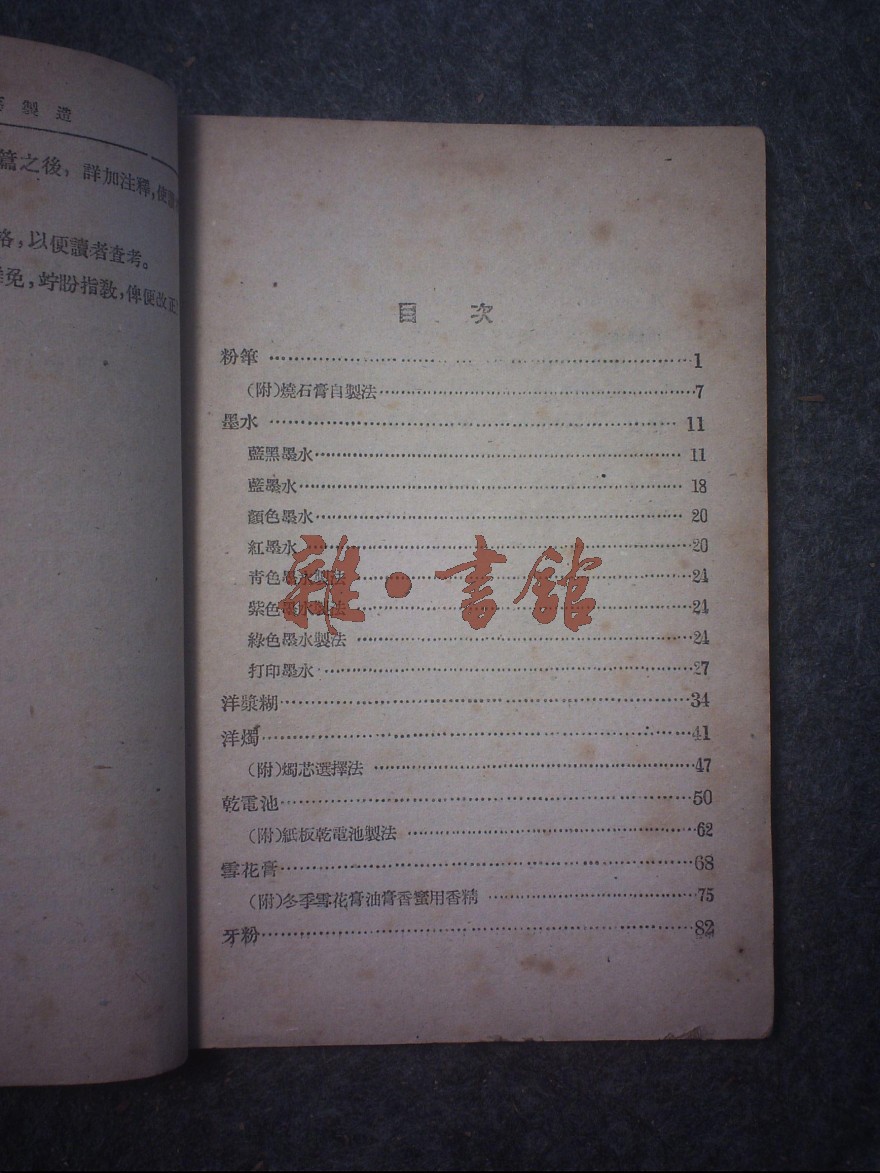 製造
篇之後,詳加注釋,使
略,以便讀者查考。
難免,竚盼指敎,俾便改正
目 次
粉筆 1
(附)燒石膏自製法 7
墨水 11
藍黑墨水 11
藍墨水 18
顏色墨水 20
紅墨水 20
青色墨水製法 24
紫色墨水製法 24
綠色墨水製法 24
打印墨水 27
洋漿糊 34
洋燭 41
(附)燭芯選擇法 47
乾電池 50
(附)紙板乾電池製法 62
雪花膏 68
(附)冬季雪花膏油膏香蜜用香精 75
牙粉 82
雜·書館